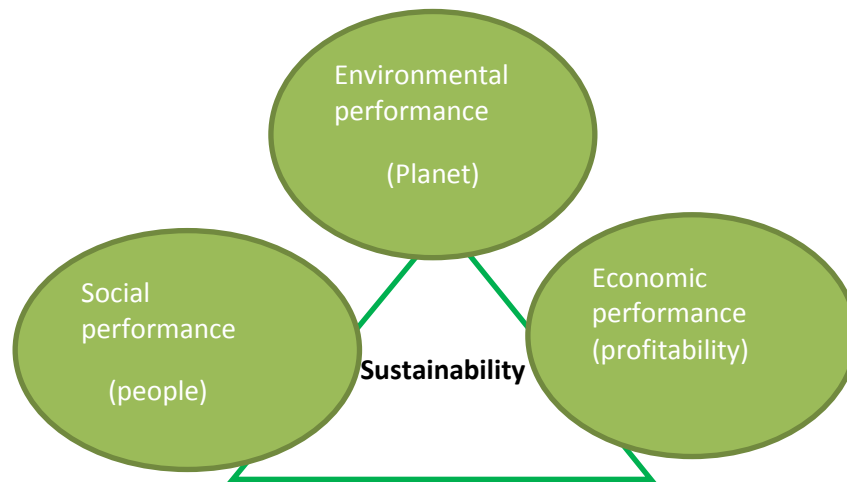 Environmental
performance
(Planet)
Social
performance
(people)
Economic
performance
(profitability)
Sustainability